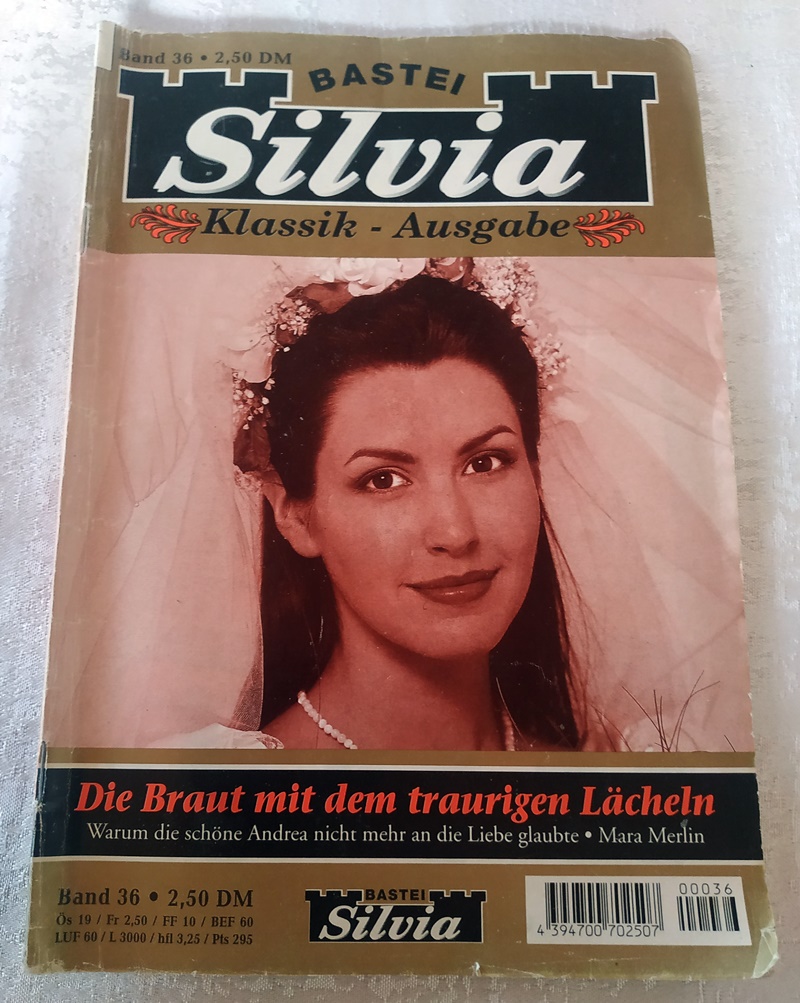 Band 36 • 2,50 DM
BASTEI
Silvia
Klassik - Ausgabe
Die Braut mit dem traurigen Lächeln
Warum die schöne Andrea nicht mehr an die Liebe glaubte • Mara Merlin
Band 36 • 2,50 DM
Ös 19 / Fr 2,50 / FF 10 / BEF 60
LUF 60 / L 3000 / hfl 3,25 / Pts 295
BASTEI
Silvia
00036
4 394700 702507